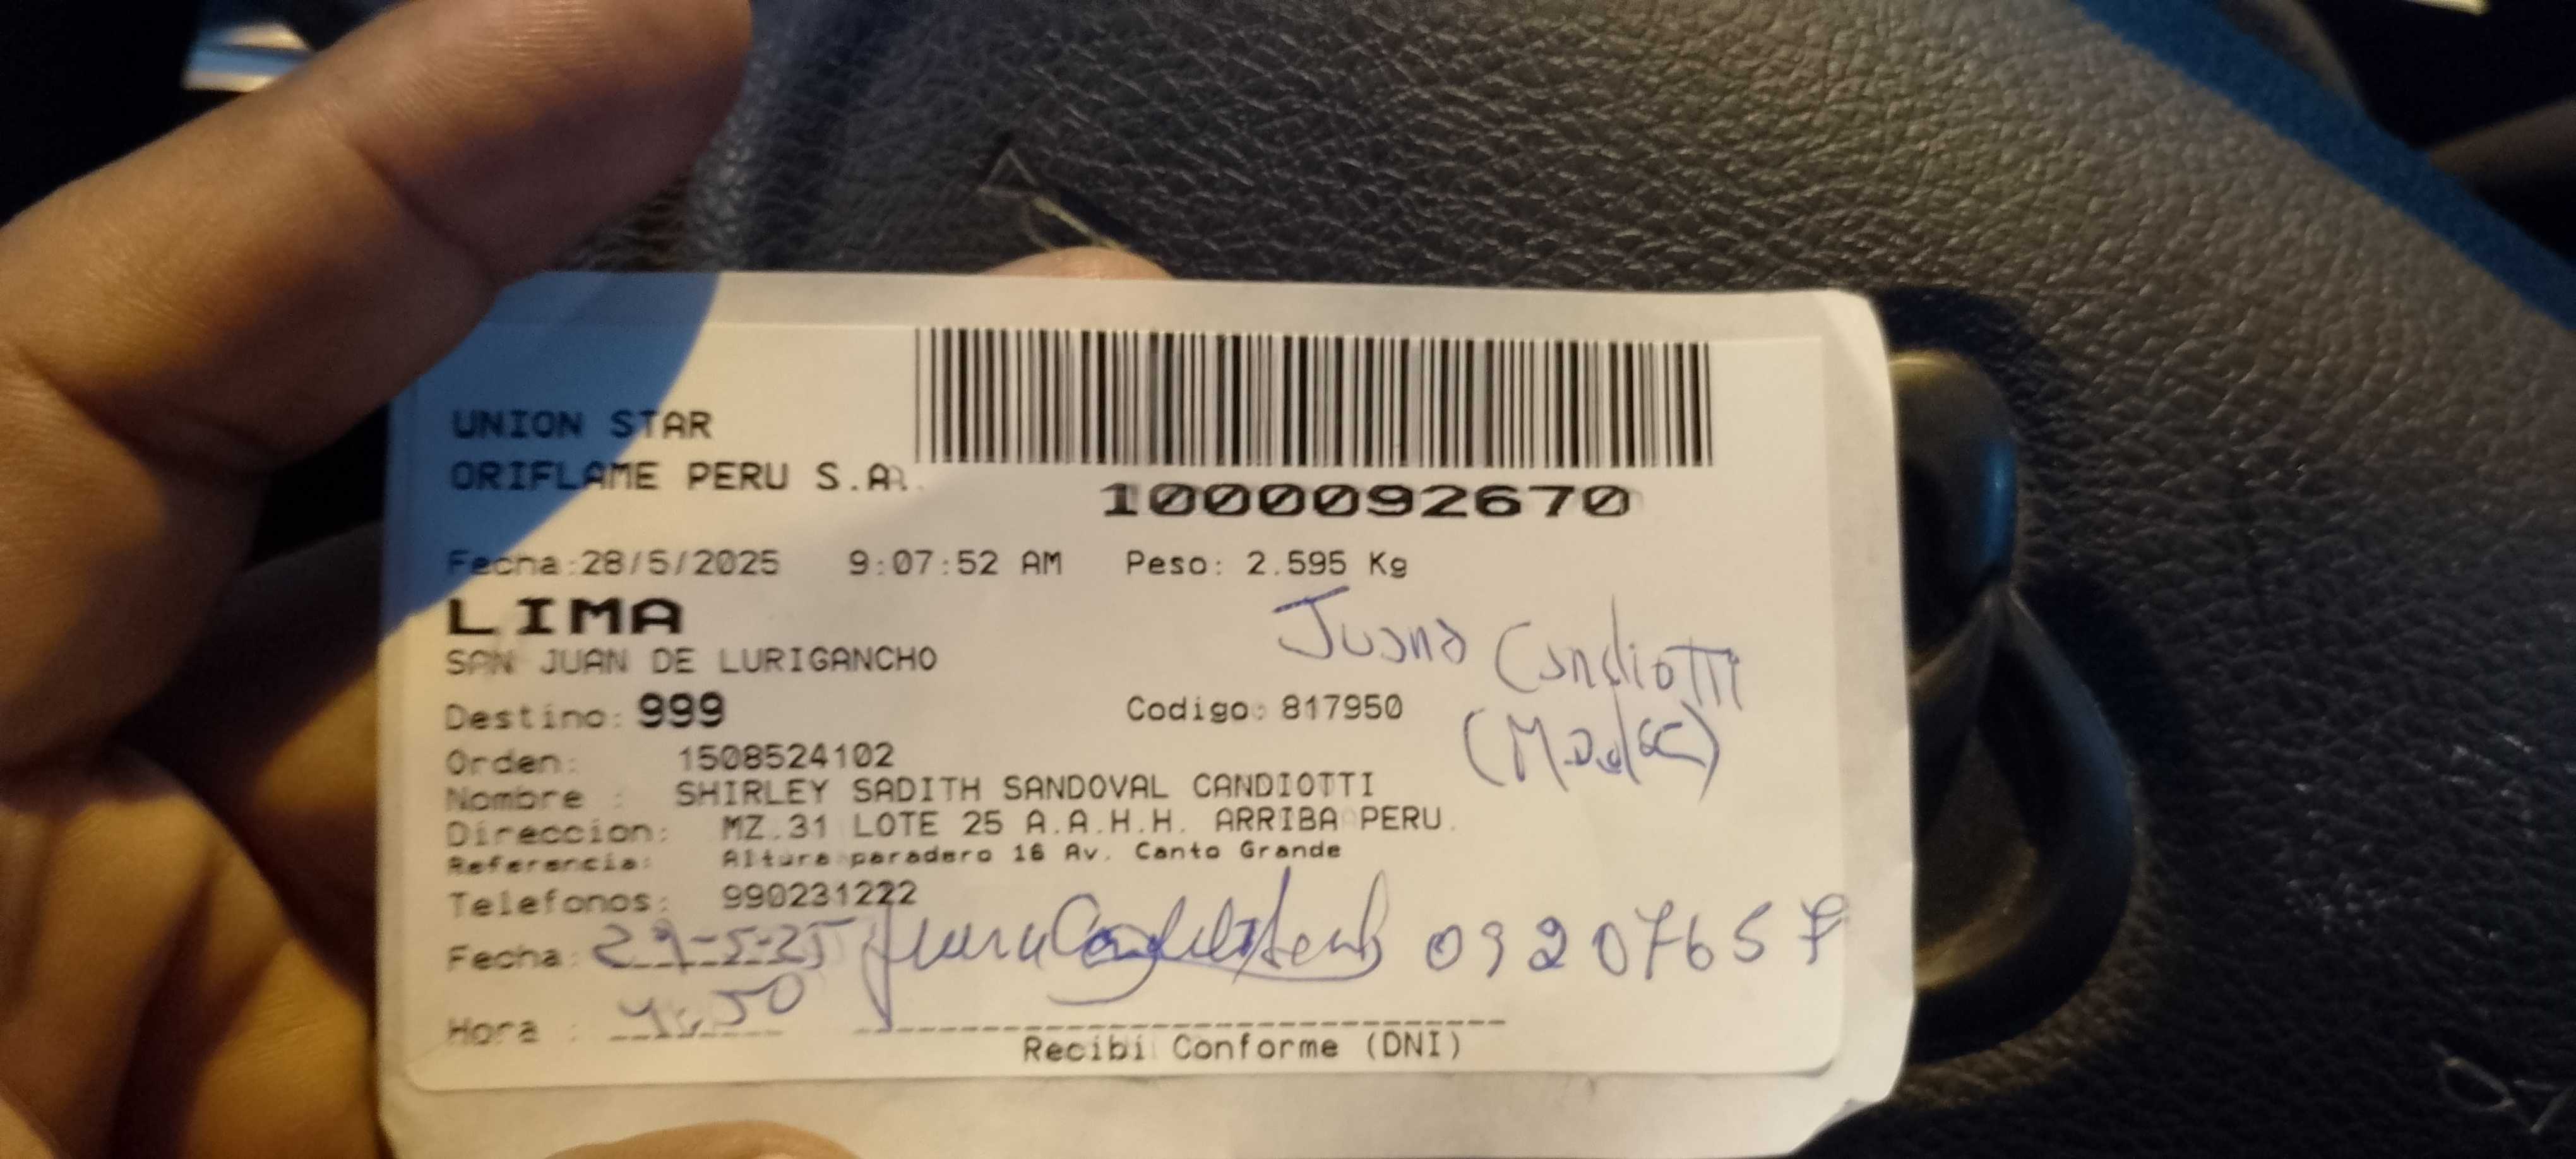 UNION STAR
ORIFLAME PERU S.A.
1000092670
Fecha:28/5/2025 9:07:52 AM Peso: 2.595 Kg
LIMA
SAN JUAN DE LURIGANCHO
Juana Candiotti
Destino: 999 Codigo: 817950
(Madre)
Orden: 1508524102
Nombre : SHIRLEY SADITH SANDOVAL CANDIOTTI
Direccion: MZ.31 LOTE 25 A.A.H.H. ARRIBA PERU.
Referencia: Altura paradero 16 Av. Canto Grande
Telefonos: 990231222
Fecha: 29-5-25 0920765
Hora : 50
Recibi Conforme (DNI)